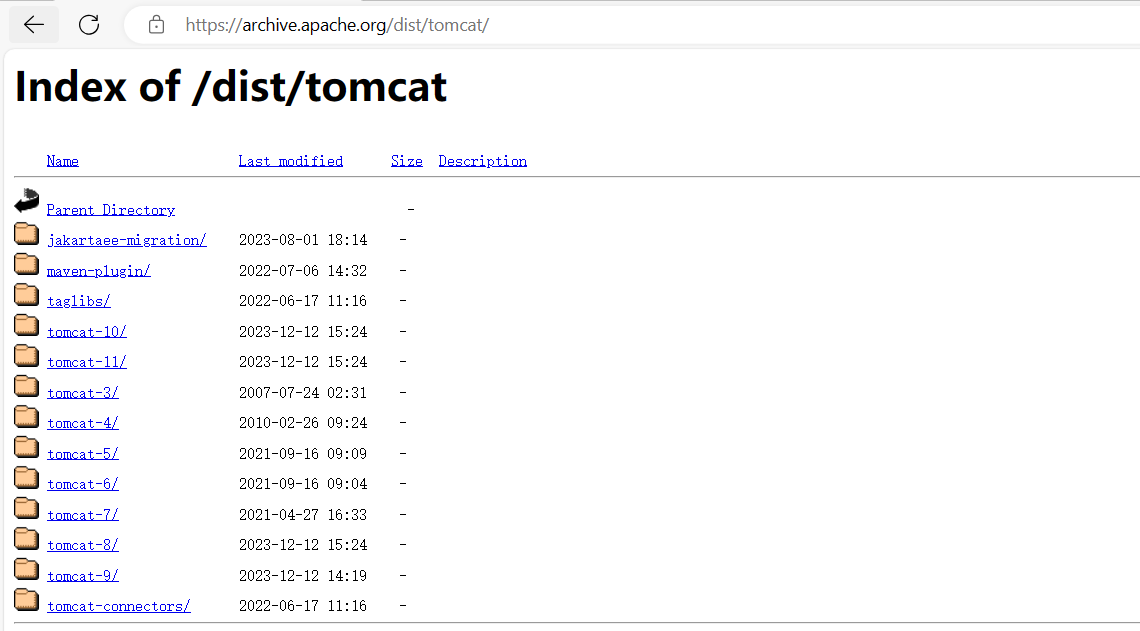 https://archive.apache.org/dist/tomcat/
Index of /dist/tomcat
Name Last modified Size Description
Parent Directory -
jakartaee-migration/ 2023-08-01 18:14 -
maven-plugin/ 2022-07-06 14:32 -
taglibs/ 2022-06-17 11:16 -
tomcat-10/ 2023-12-12 15:24 -
tomcat-11/ 2023-12-12 15:24 -
tomcat-3/ 2007-07-24 02:31 -
tomcat-4/ 2010-02-26 09:24 -
tomcat-5/ 2021-09-16 09:09 -
tomcat-6/ 2021-09-16 09:04 -
tomcat-7/ 2021-04-27 16:33 -
tomcat-8/ 2023-12-12 15:24 -
tomcat-9/ 2023-12-12 14:19 -
tomcat-connectors/ 2022-06-17 11:16 -